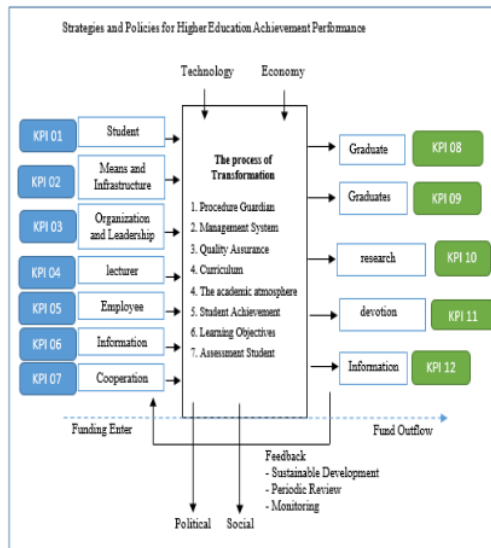 Strategies and Policies for Higher Education Achievement Performance
Technology
Economy
KPI 01
Student
KPI 02
Means and
Infrastructure
KPI 03
Organization
and Leadership
KPI 04
lecturer
KPI 05
Employee
KPI 06
Information
KPI 07
Cooperation
The process of
Transformation
1. Procedure Guardian
2. Management System
3. Quality Assurance
4. Curriculum
4. The academic atmosphere
5. Student Achievement
6. Learning Objectives
7. Assessment Student
Graduate
KPI 08
Graduates
KPI 09
research
KPI 10
devotion
KPI 11
Information
KPI 12
Funding Enter
Fund Outflow
Feedback
- Sustainable Development
- Periodic Review
- Monitoring
Political
Social